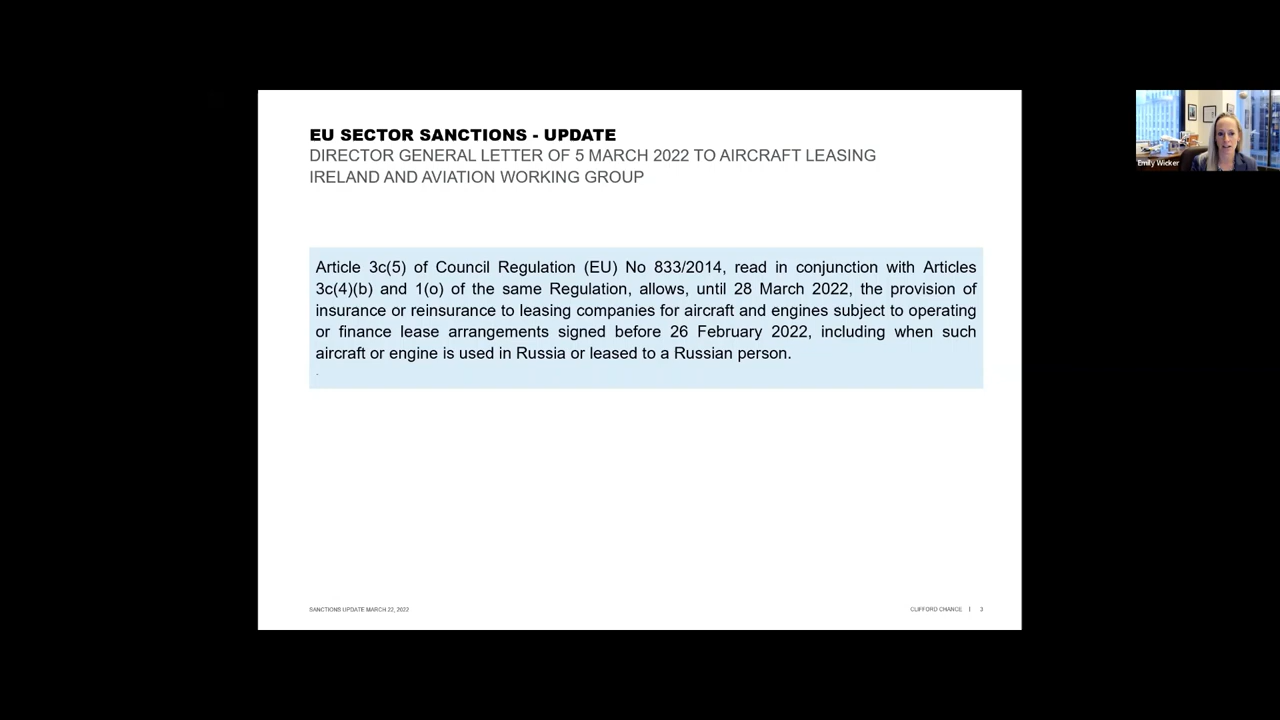 EU SECTOR SANCTIONS - UPDATE
DIRECTOR GENERAL LETTER OF 5 MARCH 2022 TO AIRCRAFT LEASING
IRELAND AND AVIATION WORKING GROUP
Emily Wicker
Article 3c(5) of Council Regulation (EU) No 833/2014, read in conjunction with Articles
3c(4)(b) and 1(o) of the same Regulation, allows, until 28 March 2022, the provision of
insurance or reinsurance to leasing companies for aircraft and engines subject to operating
or finance lease arrangements signed before 26 February 2022, including when such
aircraft or engine is used in Russia or leased to a Russian person.
.
SANCTIONS UPDATE MARCH 22, 2022
CLIFFORD CHANCE | 3